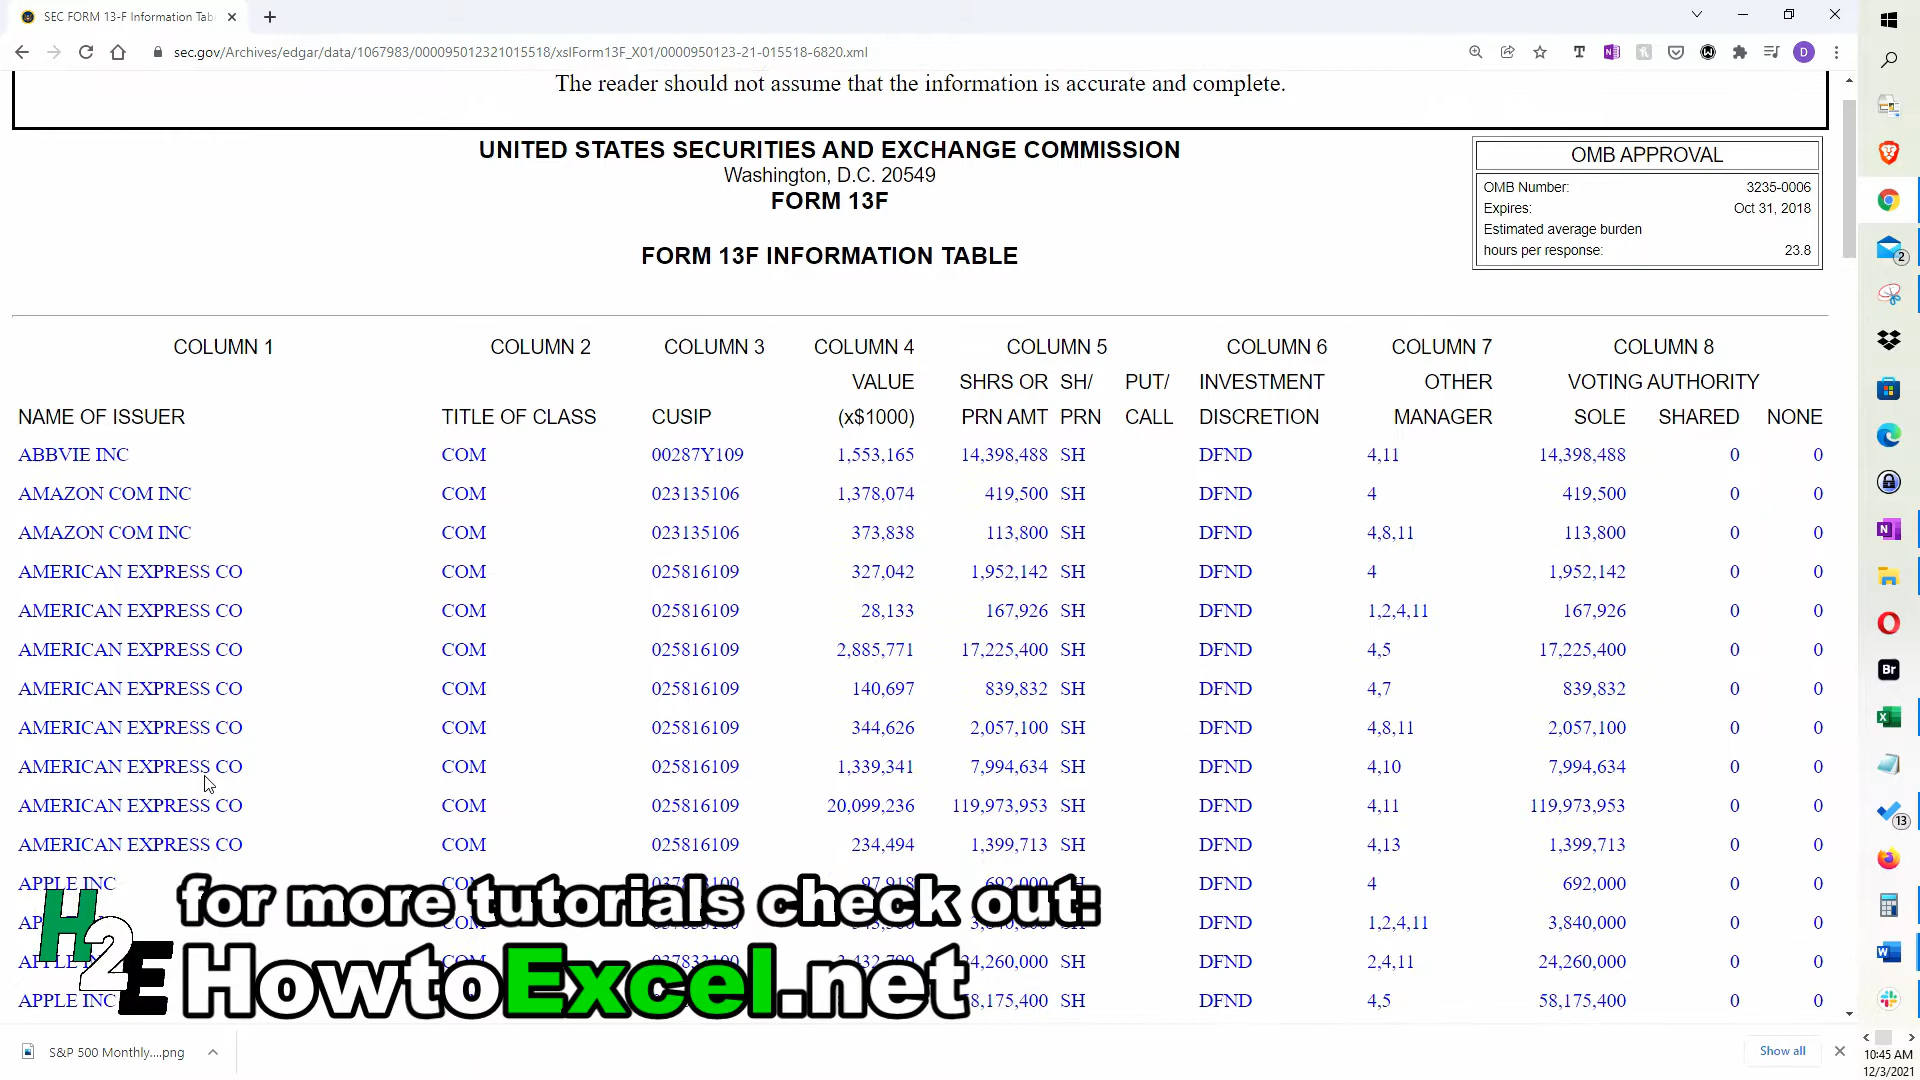 SEC FORM 13-F Information Tab
sec.gov/Archives/edgar/data/1067983/000095012321015518/xslForm13F_X01/0000950123-21-015518-6820.xml
The reader should not assume that the information is accurate and complete.
UNITED STATES SECURITIES AND EXCHANGE COMMISSION
Washington, D.C. 20549
FORM 13F
FORM 13F INFORMATION TABLE
OMB APPROVAL
OMB Number: 3235-0006
Expires: Oct 31, 2018
Estimated average burden
hours per response: 23.8
COLUMN 1 COLUMN 2 COLUMN 3 COLUMN 4 COLUMN 5 COLUMN 6 COLUMN 7 COLUMN 8
VALUE SHRS OR SH/ PUT/ INVESTMENT OTHER VOTING AUTHORITY
NAME OF ISSUER TITLE OF CLASS CUSIP (x$1000) PRN AMT PRN CALL DISCRETION MANAGER SOLE SHARED NONE
ABBVIE INC COM 00287Y109 1,553,165 14,398,488 SH DFND 4,11 14,398,488 0 0
AMAZON COM INC COM 023135106 1,378,074 419,500 SH DFND 4 419,500 0 0
AMAZON COM INC COM 023135106 373,838 113,800 SH DFND 4,8,11 113,800 0 0
AMERICAN EXPRESS CO COM 025816109 327,042 1,952,142 SH DFND 4 1,952,142 0 0
AMERICAN EXPRESS CO COM 025816109 28,133 167,926 SH DFND 1,2,4,11 167,926 0 0
AMERICAN EXPRESS CO COM 025816109 2,885,771 17,225,400 SH DFND 4,5 17,225,400 0 0
AMERICAN EXPRESS CO COM 025816109 140,697 839,832 SH DFND 4,7 839,832 0 0
AMERICAN EXPRESS CO COM 025816109 344,626 2,057,100 SH DFND 4,8,11 2,057,100 0 0
AMERICAN EXPRESS CO COM 025816109 1,339,341 7,994,634 SH DFND 4,10 7,994,634 0 0
AMERICAN EXPRESS CO COM 025816109 20,099,236 119,973,953 SH DFND 4,11 119,973,953 0 0
AMERICAN EXPRESS CO COM 025816109 234,494 1,399,713 SH DFND 4,13 1,399,713 0 0
APPLE INC COM 037833100 97,918 692,000 SH DFND 4 692,000 0 0
DFND 1,2,4,11 3,840,000 0 0
COM 037833100 24,260,000 SH DFND 2,4,11 24,260,000 0 0
APPLE INC SH DFND 4,5 58,175,400 0 0
for more tutorials check out:
H2E HowtoExcel.net
S&P 500 Monthly....png
Show all
2
13
D
Br
10:45 AM
12/3/2021